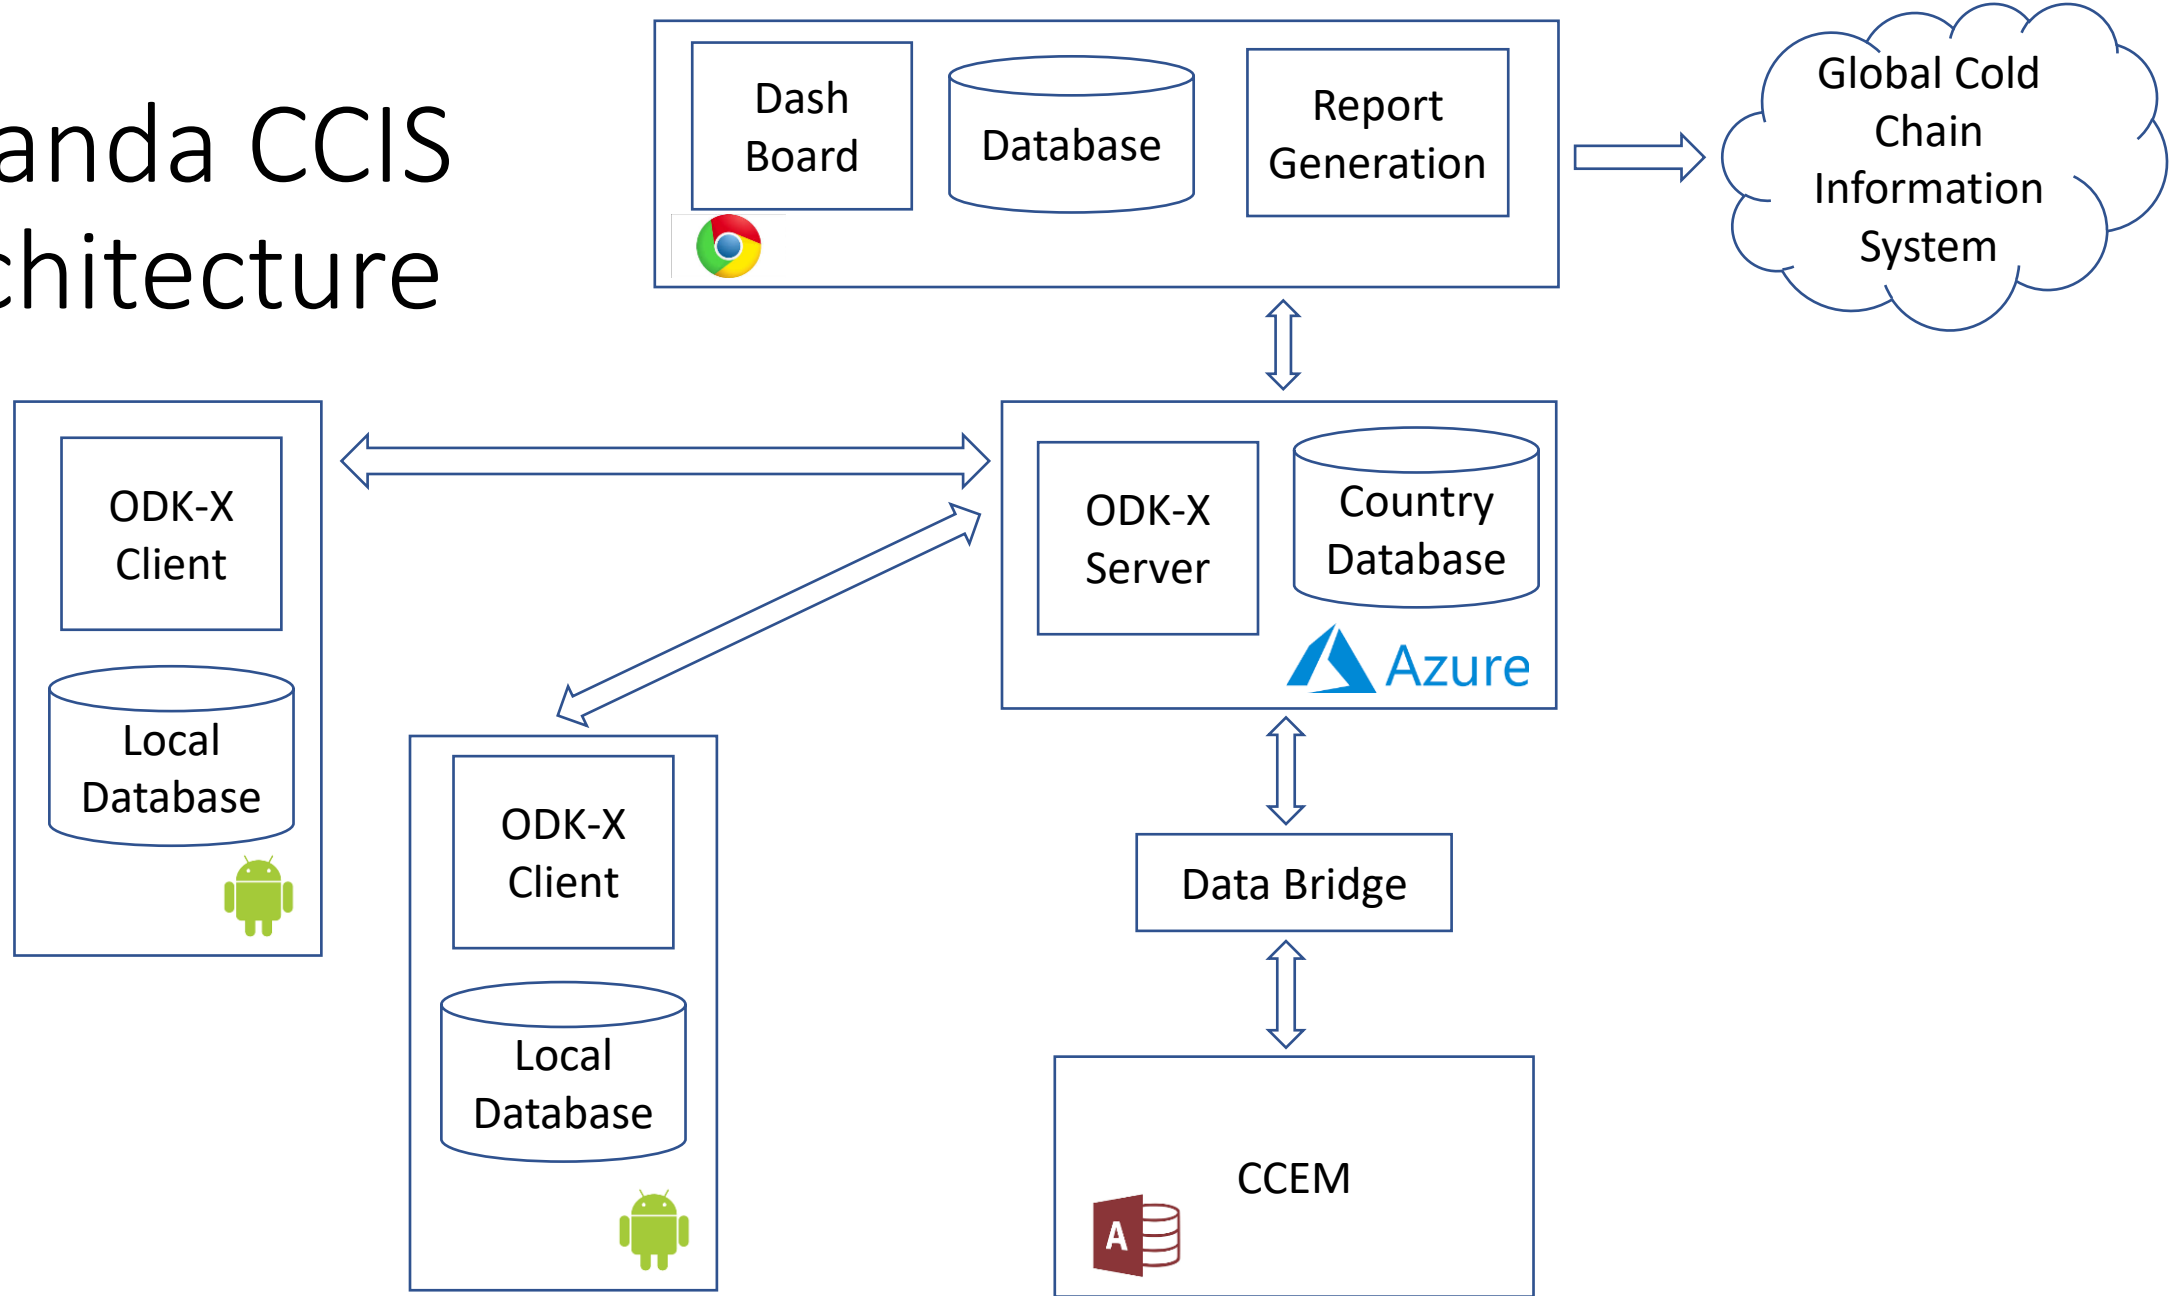 anda CCIS
chitecture
Dash
Board
Database
Report
Generation
Global Cold
Chain
Information
System
ODK-X
Client
Local
Database
ODK-X
Client
Local
Database
ODK-X
Server
Country
Database
Azure
Data Bridge
CCEM
A